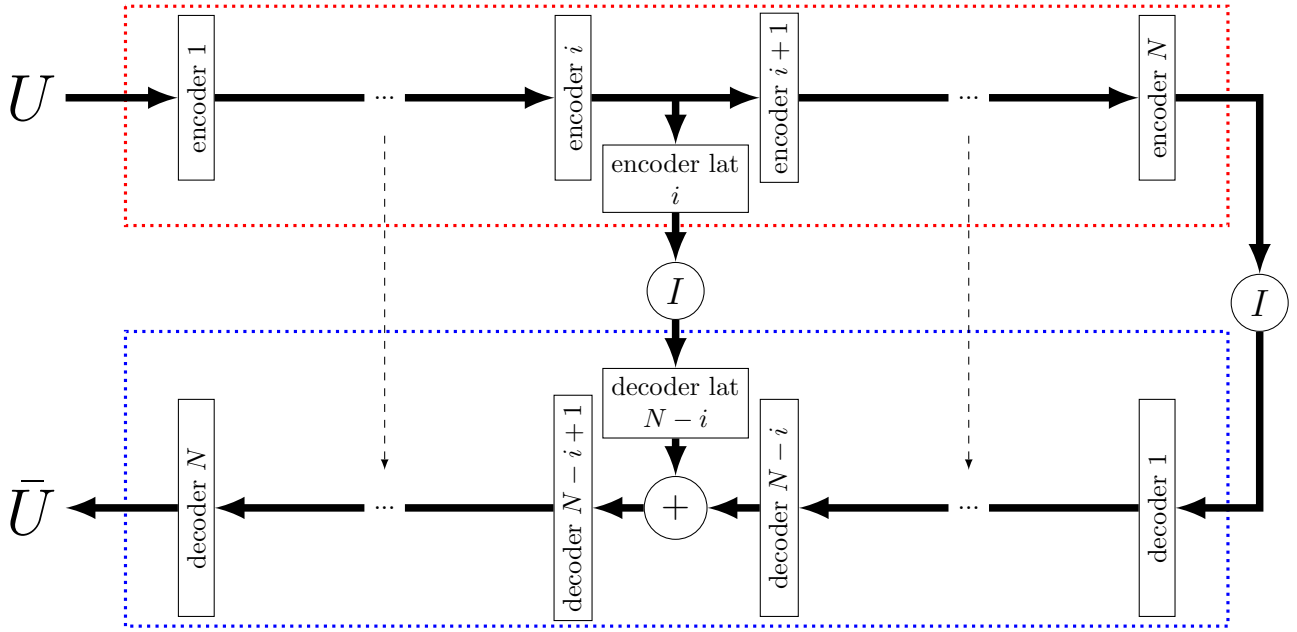 U
encoder 1
...
encoder i
encoder i + 1
...
encoder N
encoder lat
i
I
I
decoder lat
N − i
Ū
decoder N
...
decoder N − i + 1
+
decoder N − i
...
decoder 1